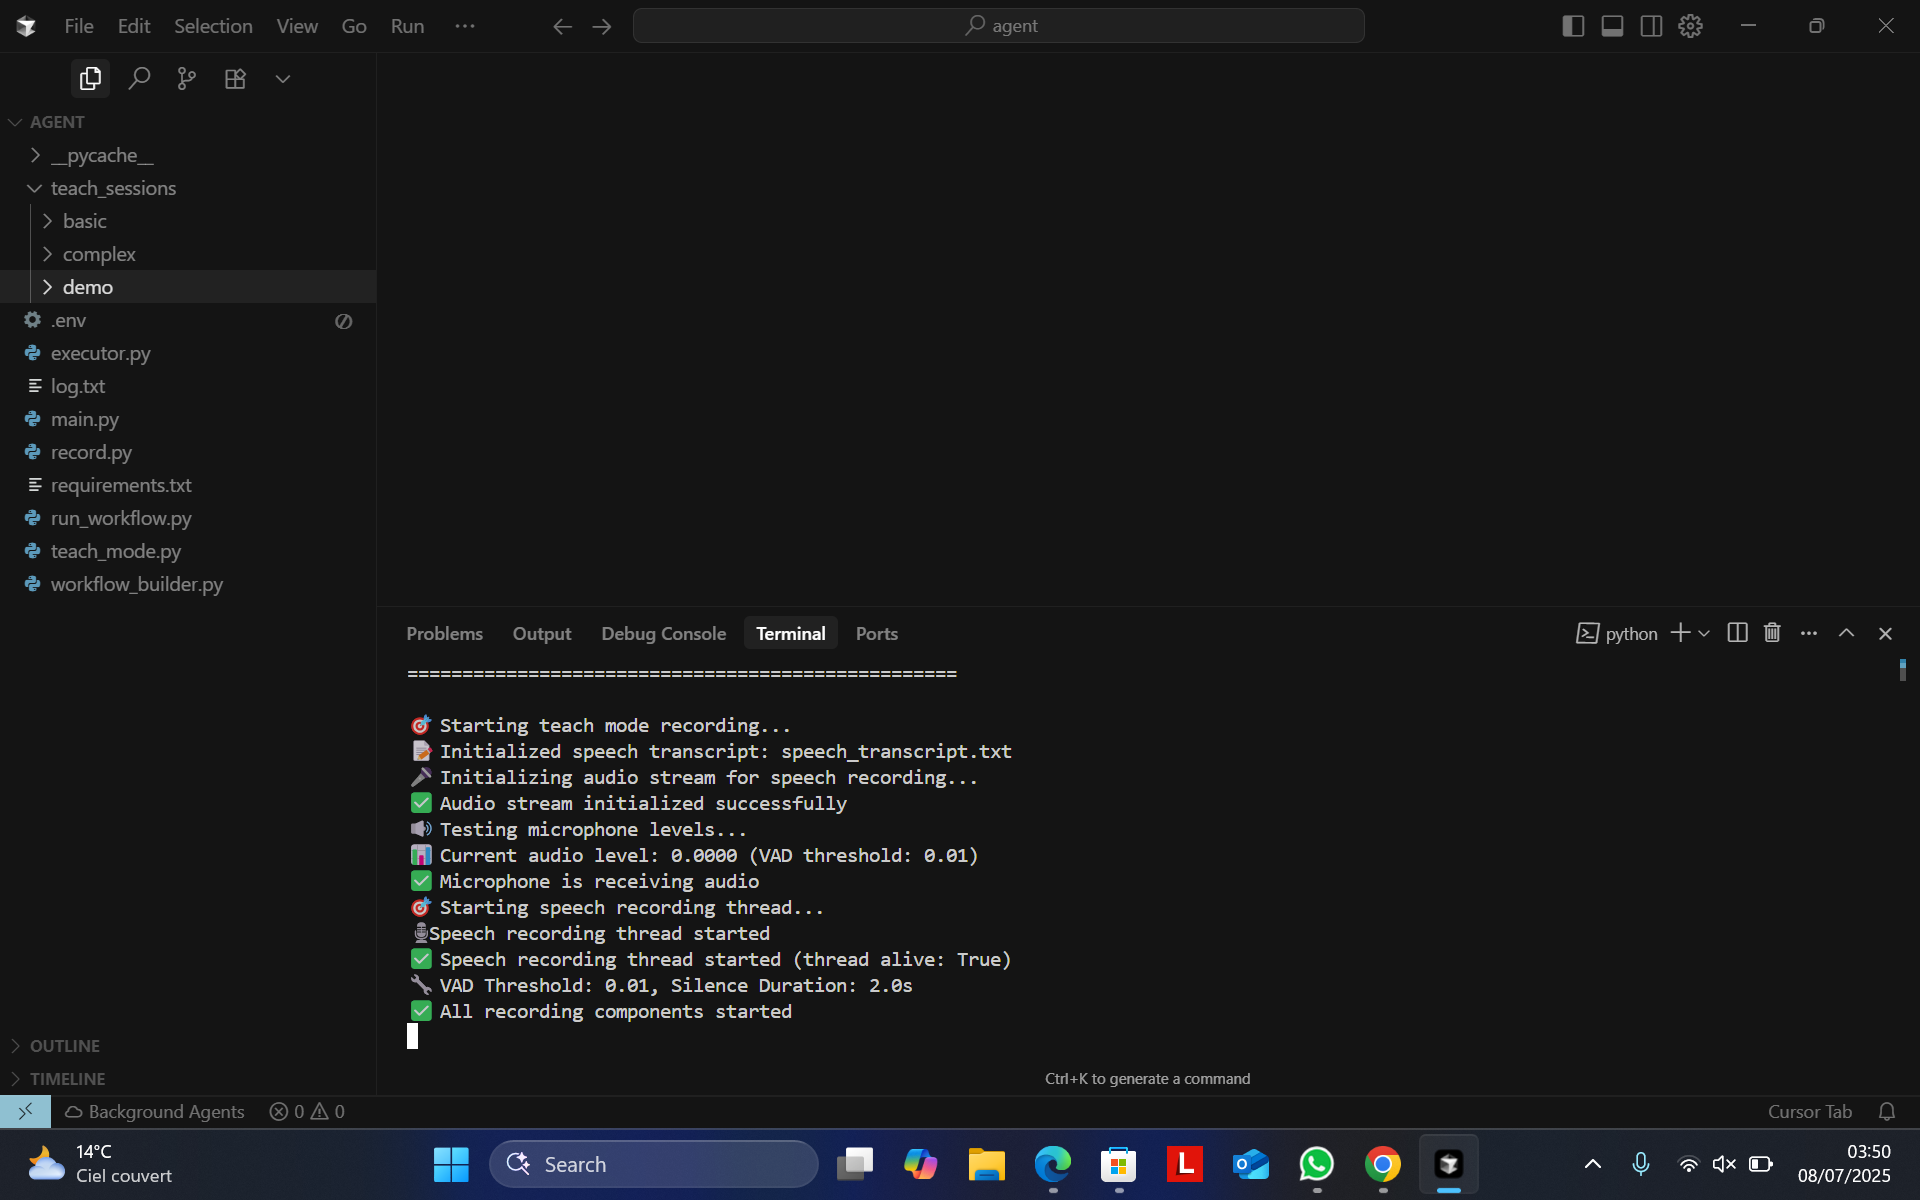 File Edit Selection View Go Run ···
agent
AGENT
__pycache__
teach_sessions
basic
complex
demo
.env
executor.py
log.txt
main.py
record.py
requirements.txt
run_workflow.py
teach_mode.py
workflow_builder.py
OUTLINE
TIMELINE
Problems Output Debug Console Terminal Ports
python
==================================================
Starting teach mode recording...
Initialized speech transcript: speech_transcript.txt
Initializing audio stream for speech recording...
Audio stream initialized successfully
Testing microphone levels...
Current audio level: 0.0000 (VAD threshold: 0.01)
Microphone is receiving audio
Starting speech recording thread...
Speech recording thread started
Speech recording thread started (thread alive: True)
VAD Threshold: 0.01, Silence Duration: 2.0s
All recording components started
Ctrl+K to generate a command
Background Agents 0 0
Cursor Tab
14°C
Ciel couvert
Search
L
03:50
08/07/2025